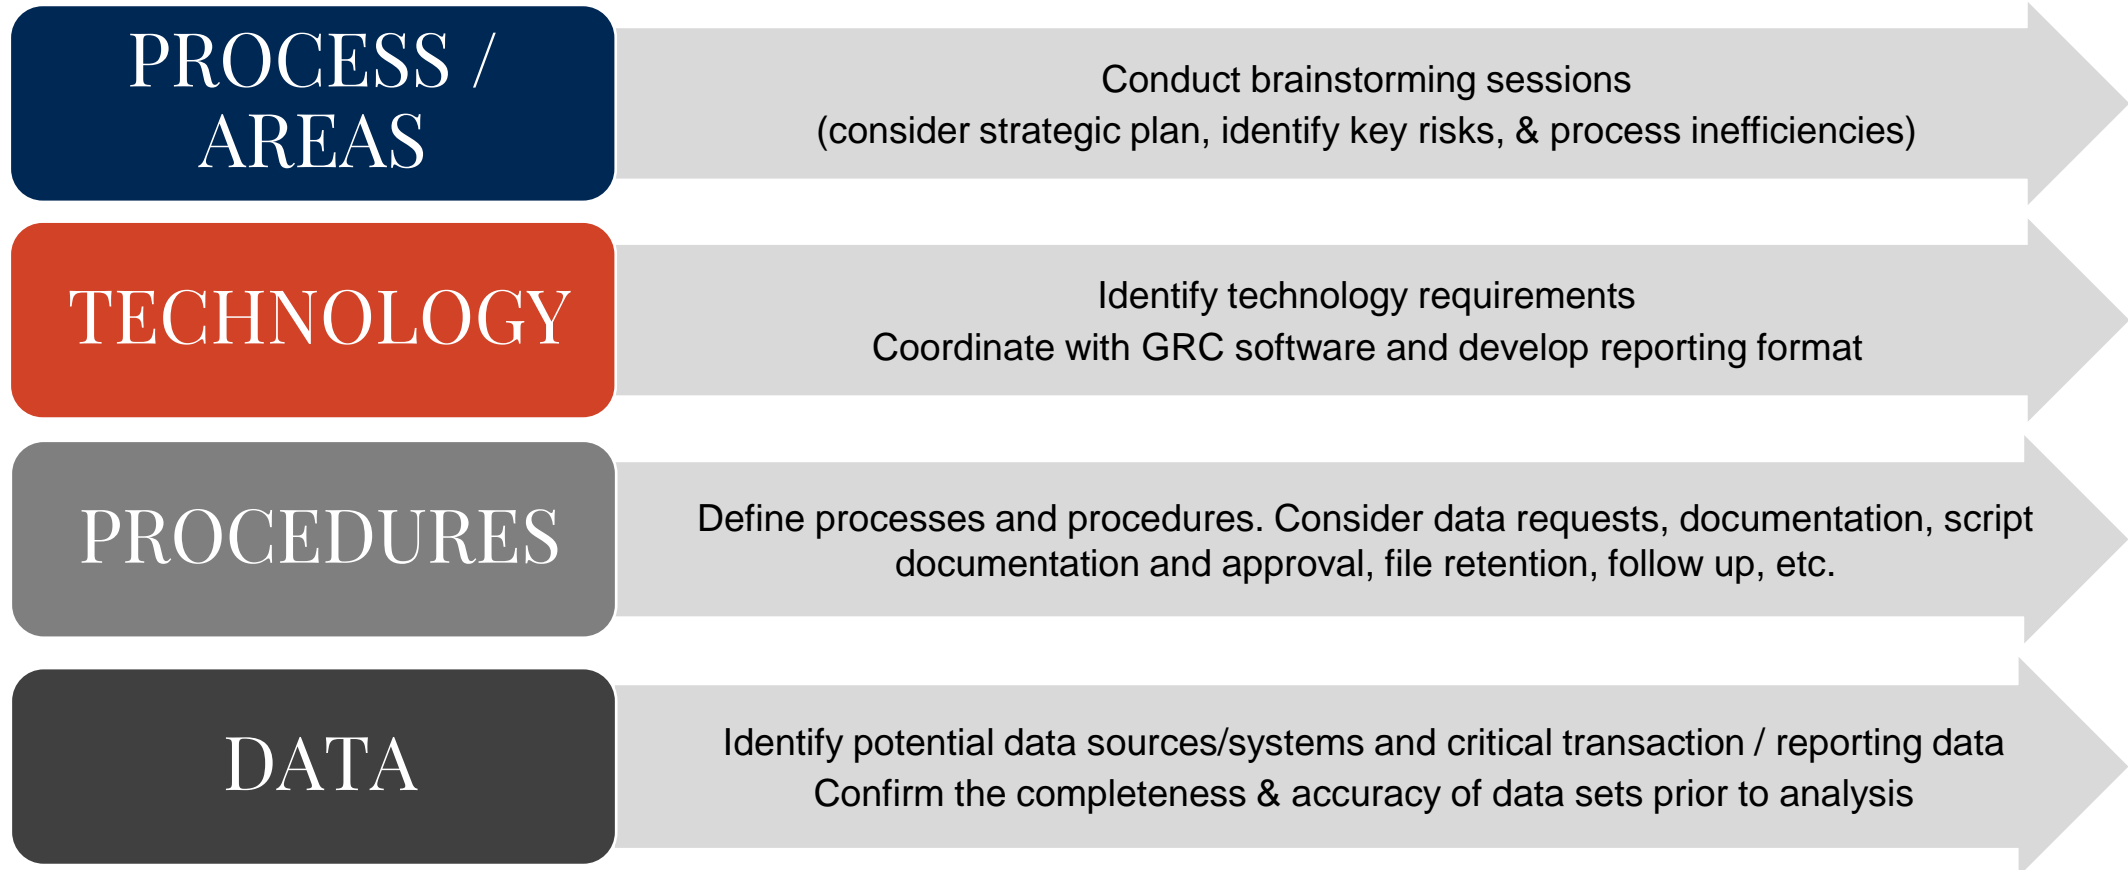 PROCESS /
AREAS
Conduct brainstorming sessions
(consider strategic plan, identify key risks, & process inefficiencies)
TECHNOLOGY
Identify technology requirements
Coordinate with GRC software and develop reporting format
PROCEDURES
Define processes and procedures. Consider data requests, documentation, script
documentation and approval, file retention, follow up, etc.
DATA
Identify potential data sources/systems and critical transaction / reporting data
Confirm the completeness & accuracy of data sets prior to analysis